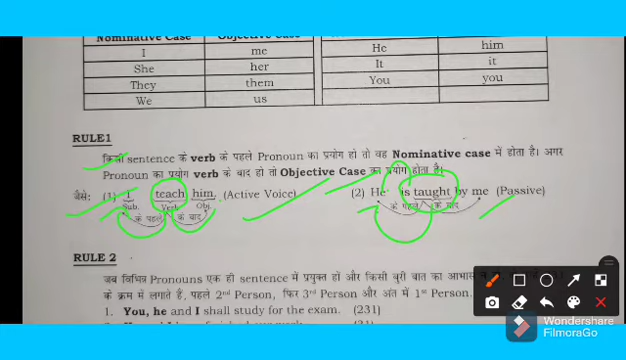 Nominative Case Objective Case
I me He him
She her It it
They them You you
We us
RULE1
किसी sentence के verb के पहले Pronoun का प्रयोग हो तो वह Nominative case में होता है। अगर
Pronoun का प्रयोग verb के बाद हो तो Objective Case का प्रयोग होता है।
जैसे: (1) I teach him. (Active Voice) (2) He is taught by me (Passive)
Sub. Verb Obj. के पहले के बाद
के पहले के बाद
RULE 2
जब विभिन्न Pronouns एक ही sentence में प्रयुक्त हों और किसी बुरी बात का आभास
के क्रम में लगाते हैं, पहले 2nd Person, फिर 3rd Person और अंत में 1st Person.
1. You, he and I shall study for the exam. (231)
Wondershare
FilmoraGo